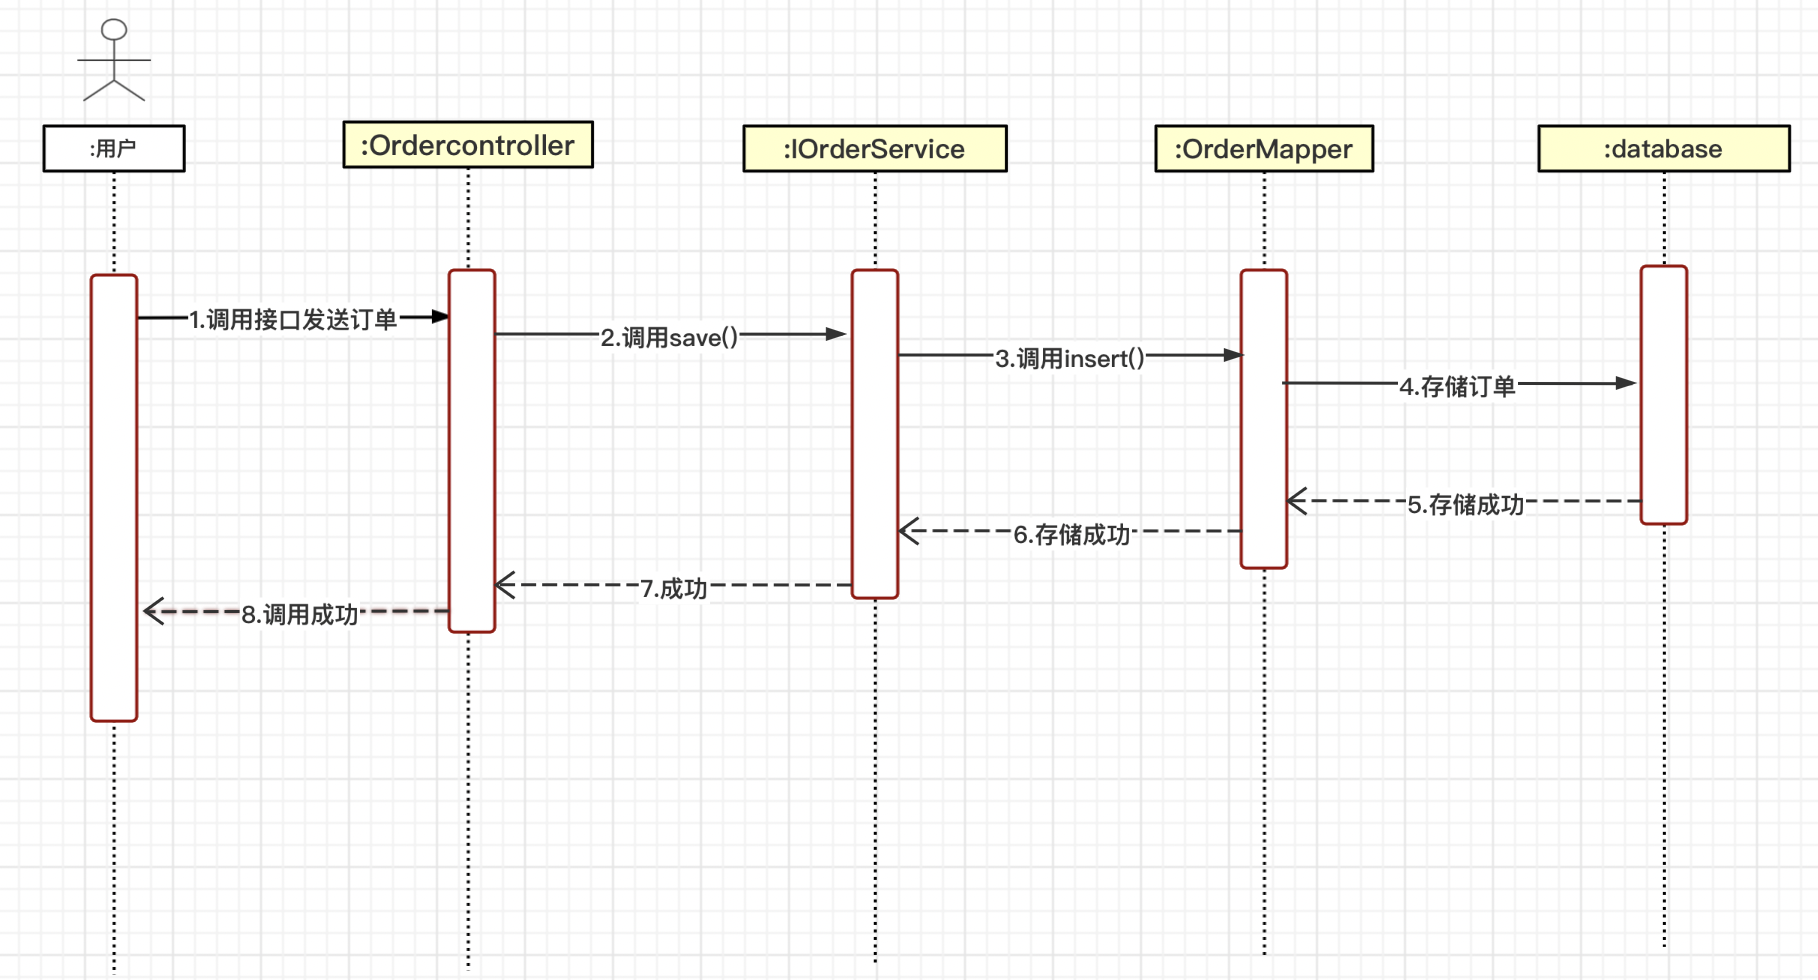 :用户
:Ordercontroller
:IOrderService
:OrderMapper
:database
1.调用接口发送订单
2.调用save()
3.调用insert()
4.存储订单
5.存储成功
6.存储成功
7.成功
8.调用成功